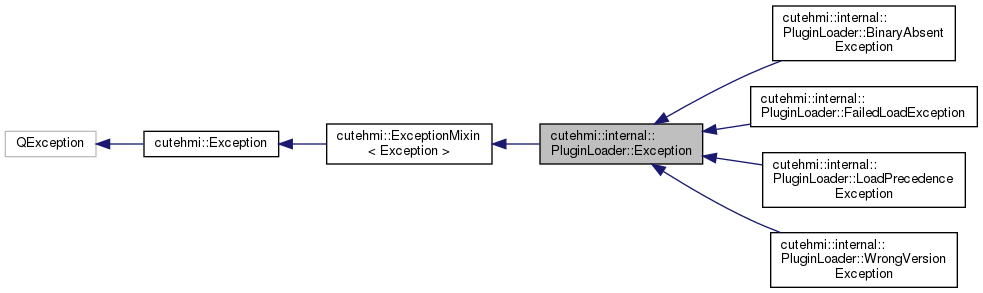 QException
cutehmi::Exception
cutehmi::ExceptionMixin
< Exception >
cutehmi::internal::
PluginLoader::Exception
cutehmi::internal::
PluginLoader::BinaryAbsent
Exception
cutehmi::internal::
PluginLoader::FailedLoadException
cutehmi::internal::
PluginLoader::LoadPrecedence
Exception
cutehmi::internal::
PluginLoader::WrongVersion
Exception